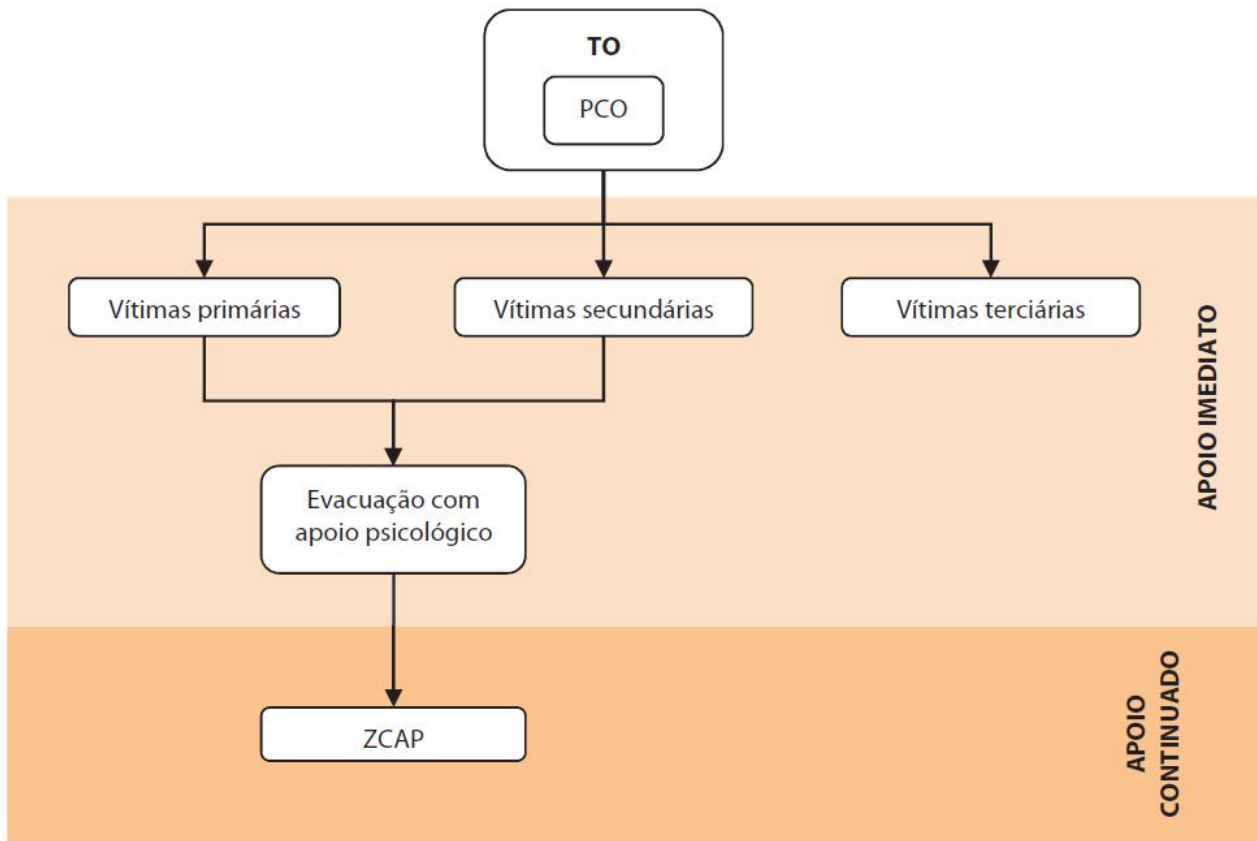 TO
PCO
Vítimas primárias
Vítimas secundárias
Vítimas terciárias
APOIO IMEDIATO
Evacuação com
apoio psicológico
ZCAP
APOIO
CONTINUADO